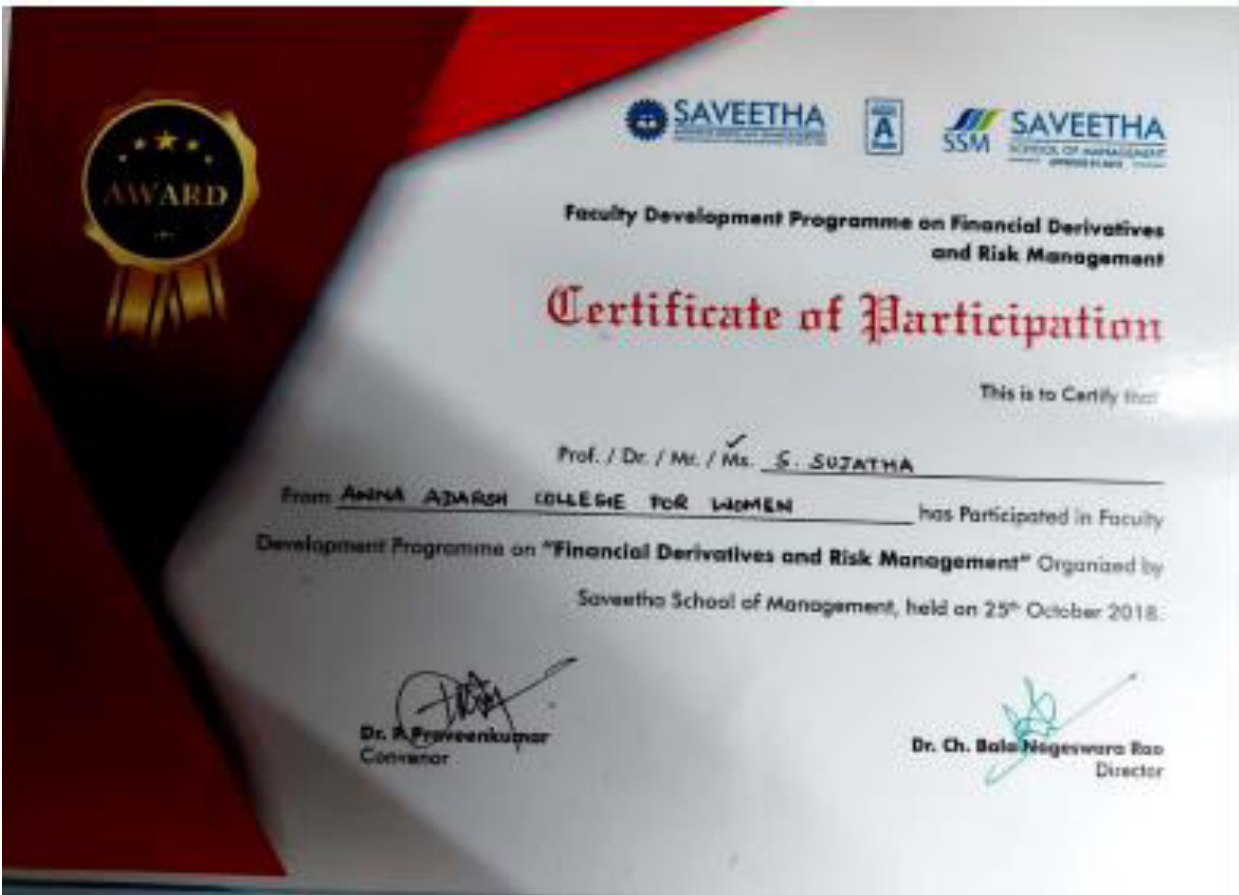 AWARD
SAVEETHA
A
SSM
SAVEETHA
SCHOOL OF MANAGEMENT
Faculty Development Programme on Financial Derivatives
and Risk Management
Certificate of Participation
This is to Certify that
Prof. / Dr. / Mr. / Ms. S. SUJATHA
From ANNA ADARSH COLLEGE FOR WOMEN has Participated in Faculty
Development Programme on "Financial Derivatives and Risk Management" Organized by
Saveetha School of Management, held on 25th October 2018.
Dr. P. Praveenkumar
Convenor
Dr. Ch. Bala Nageswara Rao
Director